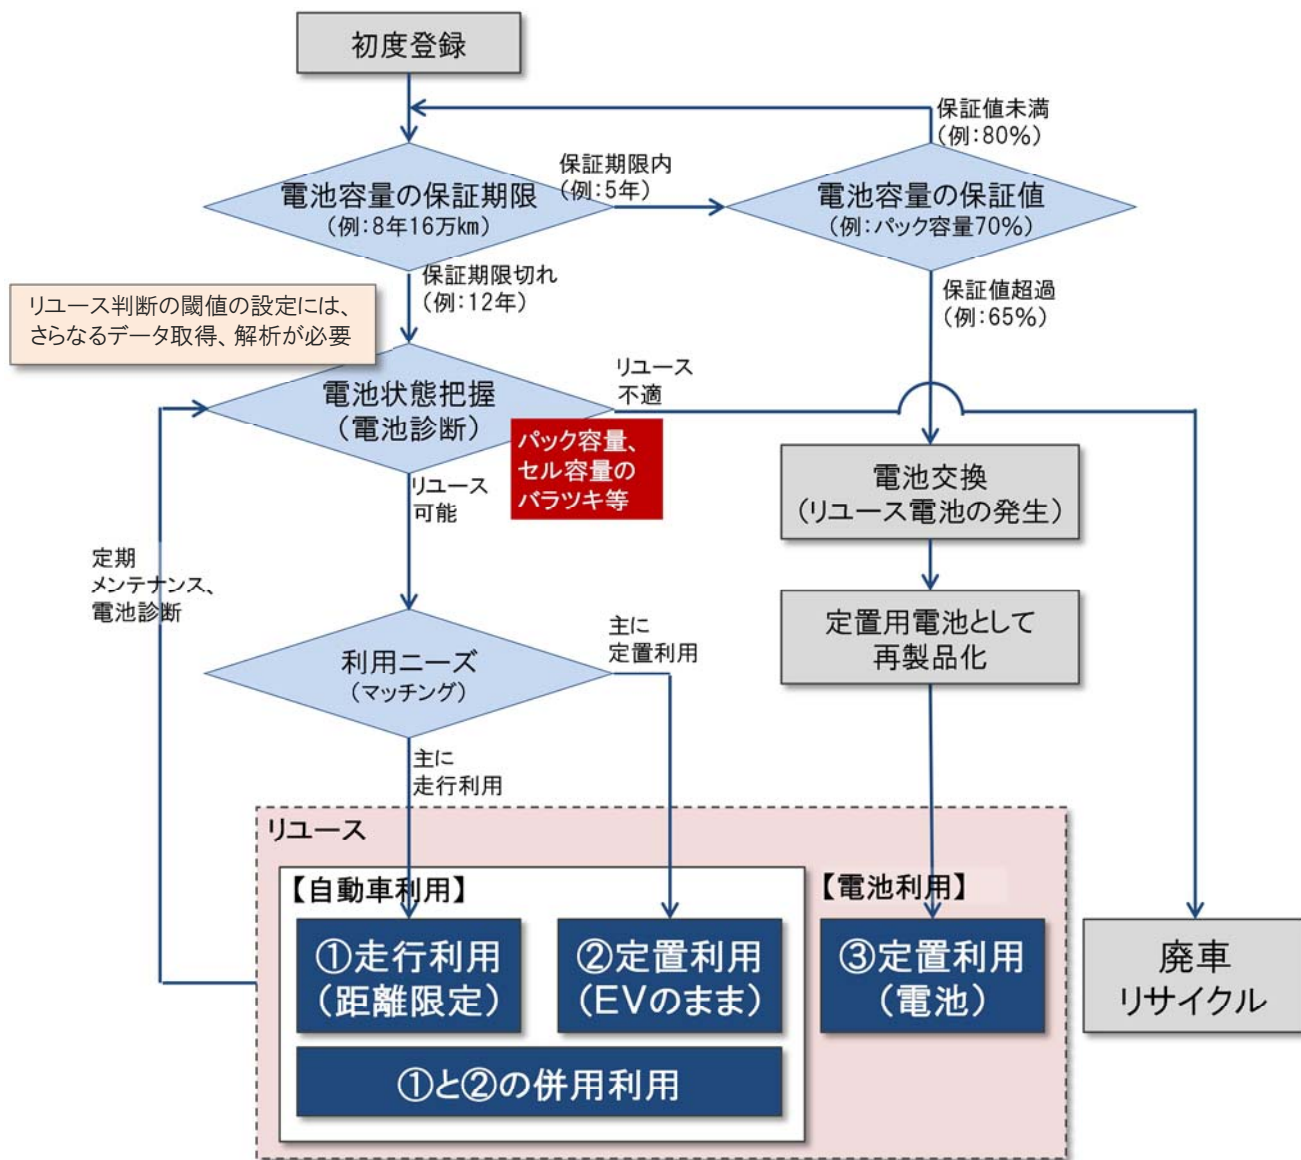 初度登録
保証値未満
(例:80%)
保証期限内
(例:5年)
電池容量の保証期限
(例:8年16万km)
電池容量の保証値
(例:パック容量70%)
保証期限切れ
(例:12年)
保証値超過
(例:65%)
リユース判断の閾値の設定には、
さらなるデータ取得、解析が必要
電池状態把握
(電池診断)
リユース
不適
パック容量、
セル容量の
バラツキ等
リユース
可能
電池交換
(リユース電池の発生)
定期
メンテナンス、
電池診断
定置用電池として
再製品化
利用ニーズ
(マッチング)
主に
定置利用
主に
走行利用
リユース
【自動車利用】
【電池利用】
①走行利用
(距離限定)
②定置利用
(EVのまま)
③定置利用
(電池)
廃車
リサイクル
①と②の併用利用